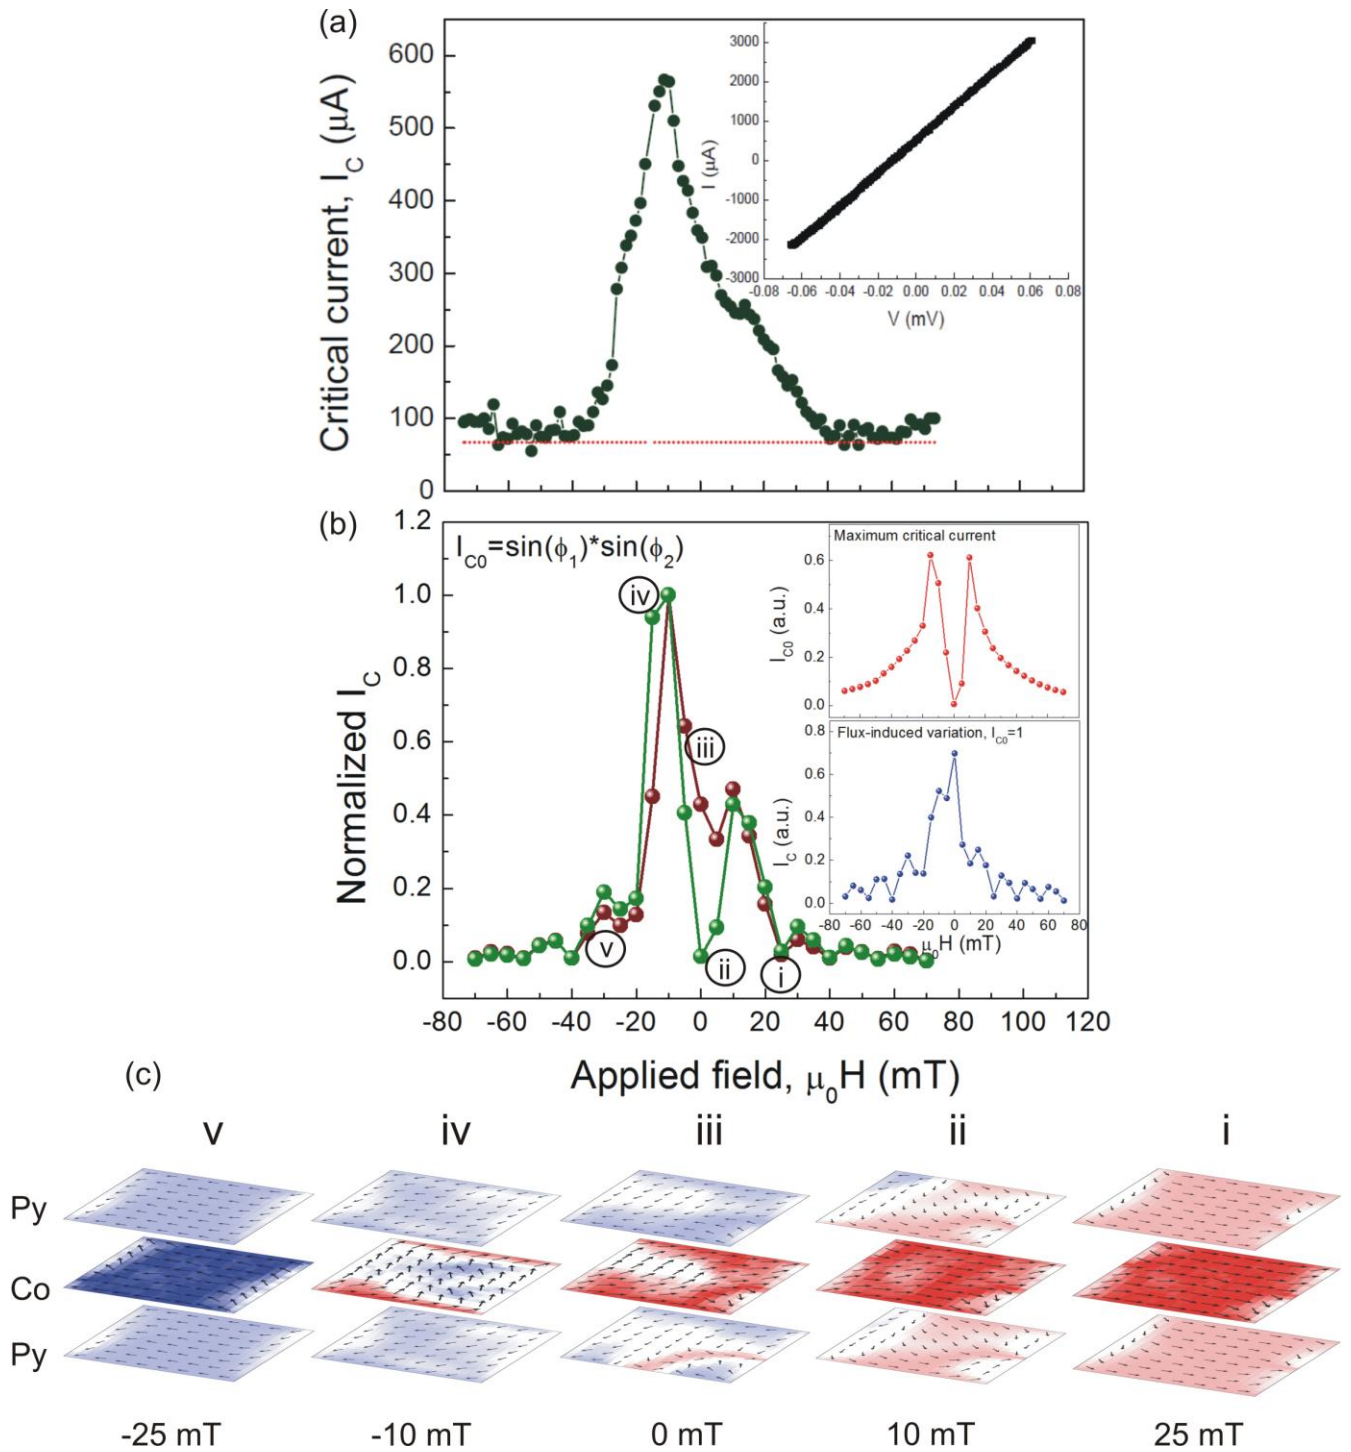 (a)
Critical current, I_C (μA)
600
500
400
300
200
100
0
I (μA)
3000
2000
1000
0
-1000
-2000
-3000
-0.08 -0.06 -0.04 -0.02 0.00 0.02 0.04 0.06 0.08
V (mV)
(b)
Normalized I_C
1.2
1.0
0.8
0.6
0.4
0.2
0.0
I_C0=sin(ϕ_1)*sin(ϕ_2)
iv
iii
v
ii
i
Maximum critical current
I_C0 (a.u.)
0.6
0.4
0.2
0.0
Flux-induced variation, I_C0=1
I_C (a.u.)
0.8
0.6
0.4
0.2
0.0
-80 -60 -40 -20 0 20 40 60 80
μ_0H (mT)
-80 -60 -40 -20 0 20 40 60 80 100 120
Applied field, μ_0H (mT)
(c)
v iv iii ii i
Py
Co
Py
-25 mT -10 mT 0 mT 10 mT 25 mT